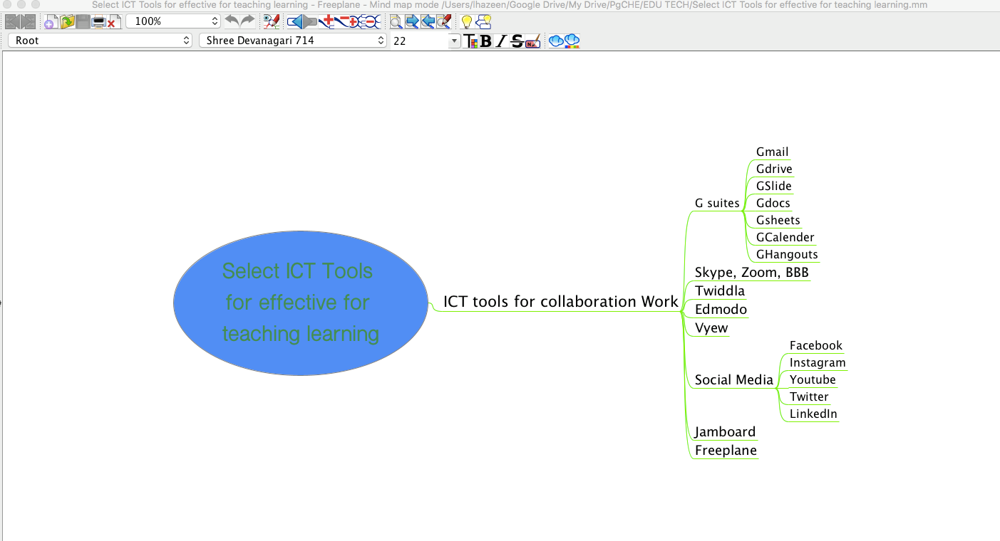 Select ICT Tools for effective for teaching learning - Freeplane - Mind map mode /Users/lhazeen/Google Drive/My Drive/PgCHE/EDU TECH/Select ICT Tools for effective for teaching learning.mm
100%
Root
Shree Devanagari 714
22
T B I S
Gmail
Gdrive
GSlide
G suites
Gdocs
Gsheets
GCalender
GHangouts
Select ICT Tools
for effective for
teaching learning
ICT tools for collaboration Work
Skype, Zoom, BBB
Twiddla
Edmodo
Vyew
Facebook
Instagram
Social Media
Youtube
Twitter
LinkedIn
Jamboard
Freeplane